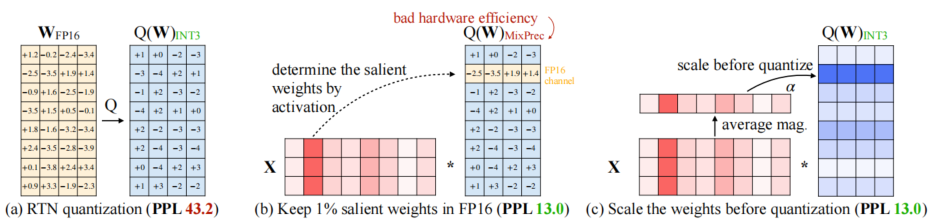 W_FP16
+1.2 −0.2 −2.4 −3.4
−2.5 −3.5 +1.9 +1.4
−0.9 +1.6 −2.5 −1.9
−3.5 +1.5 +0.5 −0.1
+1.8 −1.6 −3.2 −3.4
+2.4 −3.5 −2.8 −3.9
+0.1 −3.8 +2.4 +3.4
+0.9 +3.3 −1.9 −2.3
Q
Q(W)_INT3
+1 +0 −2 −3
−3 −4 +2 +1
−1 +2 −3 −2
−4 +2 +1 +0
+2 −2 −3 −3
+2 −4 −3 −4
+0 −4 +2 +3
+1 +3 −2 −2
(a) RTN quantization (PPL 43.2)
bad hardware efficiency
Q(W)_MixPrec
determine the salient
weights by
activation
+1 +0 −2 −3
−2.5 −3.5 +1.9 +1.4
FP16
channel
−1 +2 −3 −2
−4 +2 +1 +0
+2 −2 −3 −3
+2 −4 −3 −4
+0 −4 +2 +3
+1 +3 −2 −2
X
*
(b) Keep 1% salient weights in FP16 (PPL 13.0)
Q(W)_INT3
scale before quantize
α
average mag.
X
*
(c) Scale the weights before quantization (PPL 13.0)